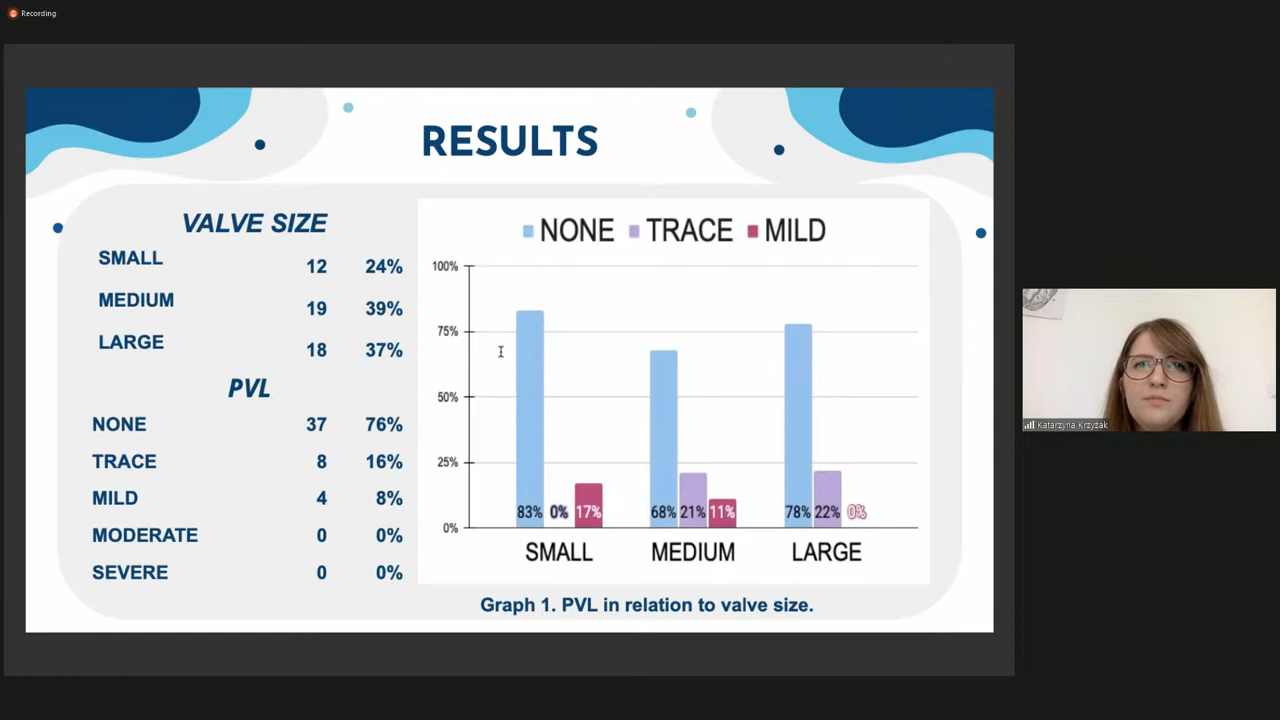 Recording
RESULTS
VALVE SIZE
SMALL 12 24%
MEDIUM 19 39%
LARGE 18 37%
PVL
NONE 37 76%
TRACE 8 16%
MILD 4 8%
MODERATE 0 0%
SEVERE 0 0%
NONE TRACE MILD
100%
75%
50%
25%
0%
83% 0% 17% 68% 21% 11% 78% 22% 0%
SMALL MEDIUM LARGE
Graph 1. PVL in relation to valve size.
Katarzyna Krzyżak